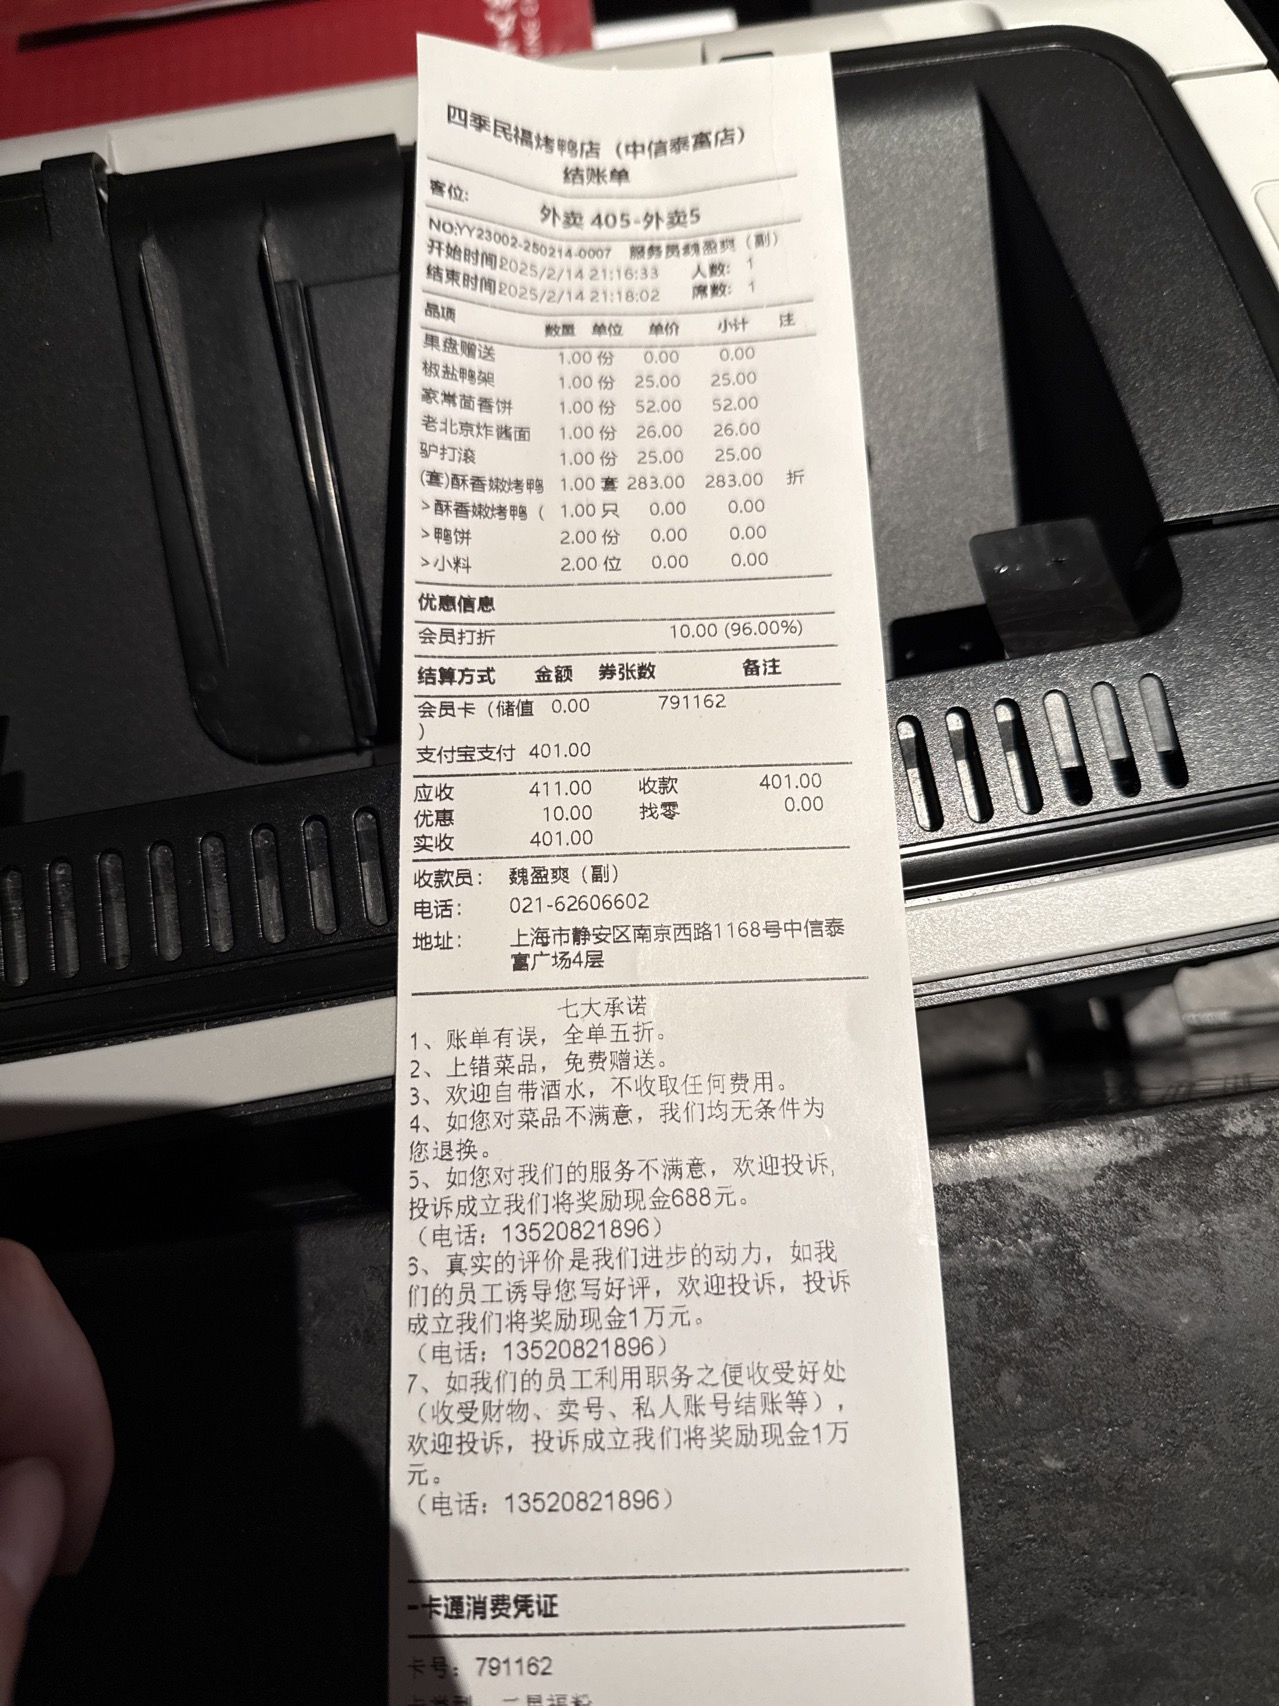 四季民福烤鸭店（中信泰富店）
结账单
客位:
外卖 405-外卖5
NO:YY23002-250214-0007 服务员魏盈爽（副）
开始时间2025/2/14 21:16:33 人数: 1
结束时间2025/2/14 21:18:02 席数: 1
品项 数量 单位 单价 小计 注
果盘赠送 1.00 份 0.00 0.00
椒盐鸭架 1.00 份 25.00 25.00
家常茴香饼 1.00 份 52.00 52.00
老北京炸酱面 1.00 份 26.00 26.00
驴打滚 1.00 份 25.00 25.00
(套)酥香嫩烤鸭 1.00 套 283.00 283.00 折
>酥香嫩烤鸭（ 1.00 只 0.00 0.00
>鸭饼 2.00 份 0.00 0.00
>小料 2.00 位 0.00 0.00
优惠信息
会员打折 10.00 (96.00%)
结算方式 金额 券张数 备注
会员卡（储值 0.00 791162
）
支付宝支付 401.00
应收 411.00 收款 401.00
优惠 10.00 找零 0.00
实收 401.00
收款员： 魏盈爽（副）
电话： 021-62606602
地址： 上海市静安区南京西路1168号中信泰
富广场4层
七大承诺
1、账单有误，全单五折。
2、上错菜品，免费赠送。
3、欢迎自带酒水，不收取任何费用。
4、如您对菜品不满意，我们均无条件为
您退换。
5、如您对我们的服务不满意，欢迎投诉,
投诉成立我们将奖励现金688元。
（电话：13520821896）
6、真实的评价是我们进步的动力，如我
们的员工诱导您写好评，欢迎投诉，投诉
成立我们将奖励现金1万元。
（电话：13520821896）
7、如我们的员工利用职务之便收受好处
（收受财物、卖号、私人账号结账等），
欢迎投诉，投诉成立我们将奖励现金1万
元。
（电话：13520821896）
一卡通消费凭证
卡号：791162